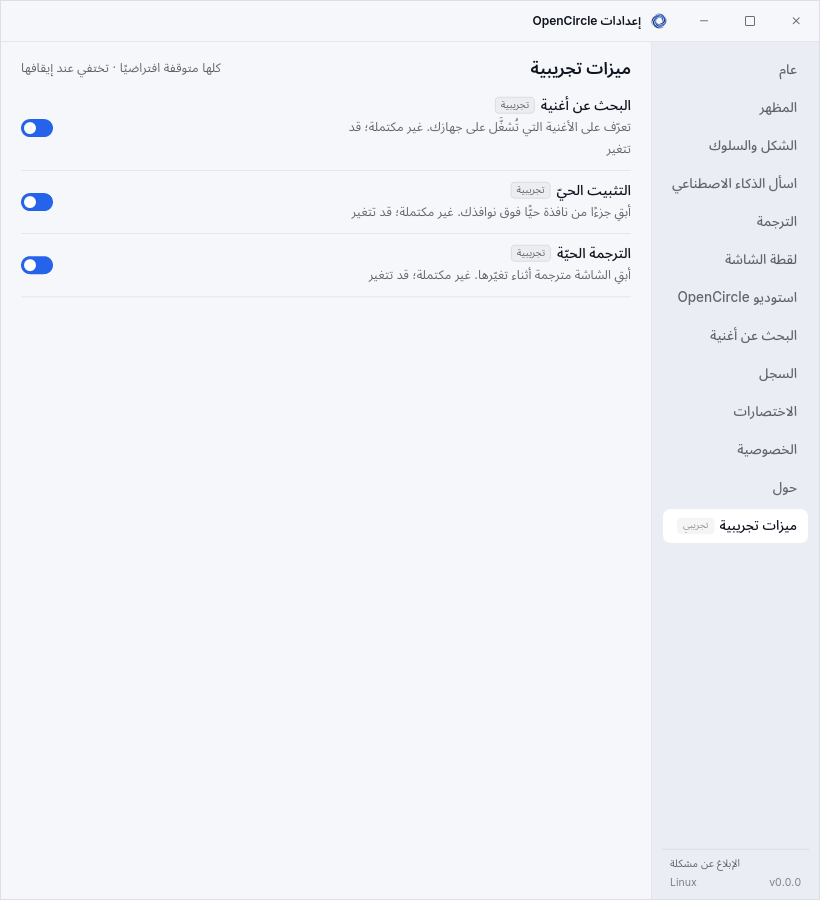 إعدادات OpenCircle
عام
المظهر
الشكل والسلوك
اسأل الذكاء الاصطناعي
الترجمة
لقطة الشاشة
استوديو OpenCircle
البحث عن أغنية
السجل
الاختصارات
الخصوصية
حول
ميزات تجريبية تجريبي
الإبلاغ عن مشكلة
v0.0.0 Linux
ميزات تجريبية
كلها متوقفة افتراضيًا · تختفي عند إيقافها
البحث عن أغنية تجريبية
تعرّف على الأغنية التي تُشغَّل على جهازك. غير مكتملة؛ قد
تتغير
التثبيت الحيّ تجريبية
أبقِ جزءًا من نافذة حيًّا فوق نوافذك. غير مكتملة؛ قد تتغير
الترجمة الحيّة تجريبية
أبقِ الشاشة مترجمة أثناء تغيّرها. غير مكتملة؛ قد تتغير